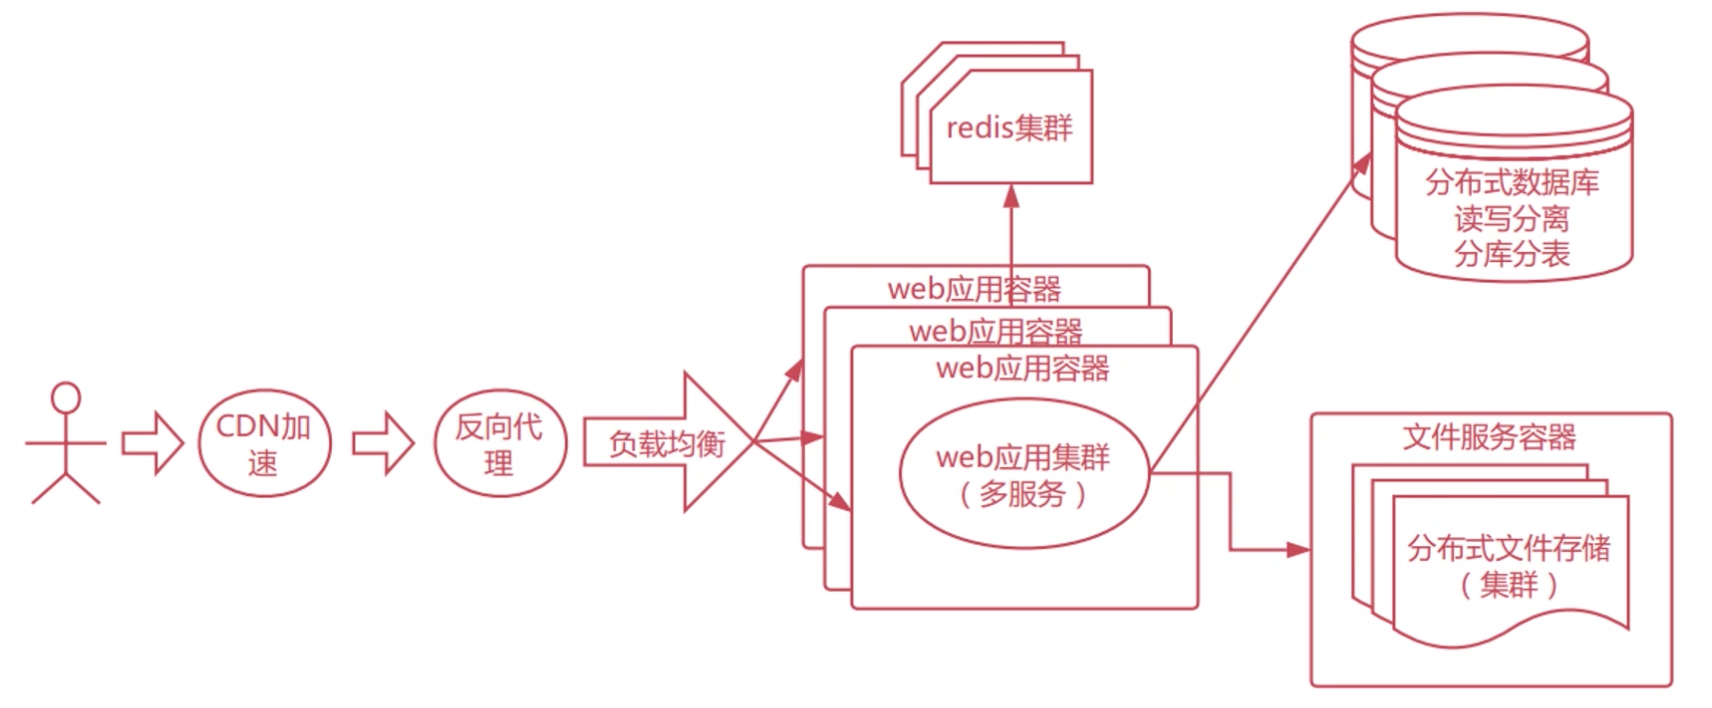 redis集群
分布式数据库
读写分离
分库分表
web应用容器
web应用容器
web应用容器
CDN加
速
反向代
理
负载均衡
web应用集群
（多服务）
文件服务容器
分布式文件存储
（集群）